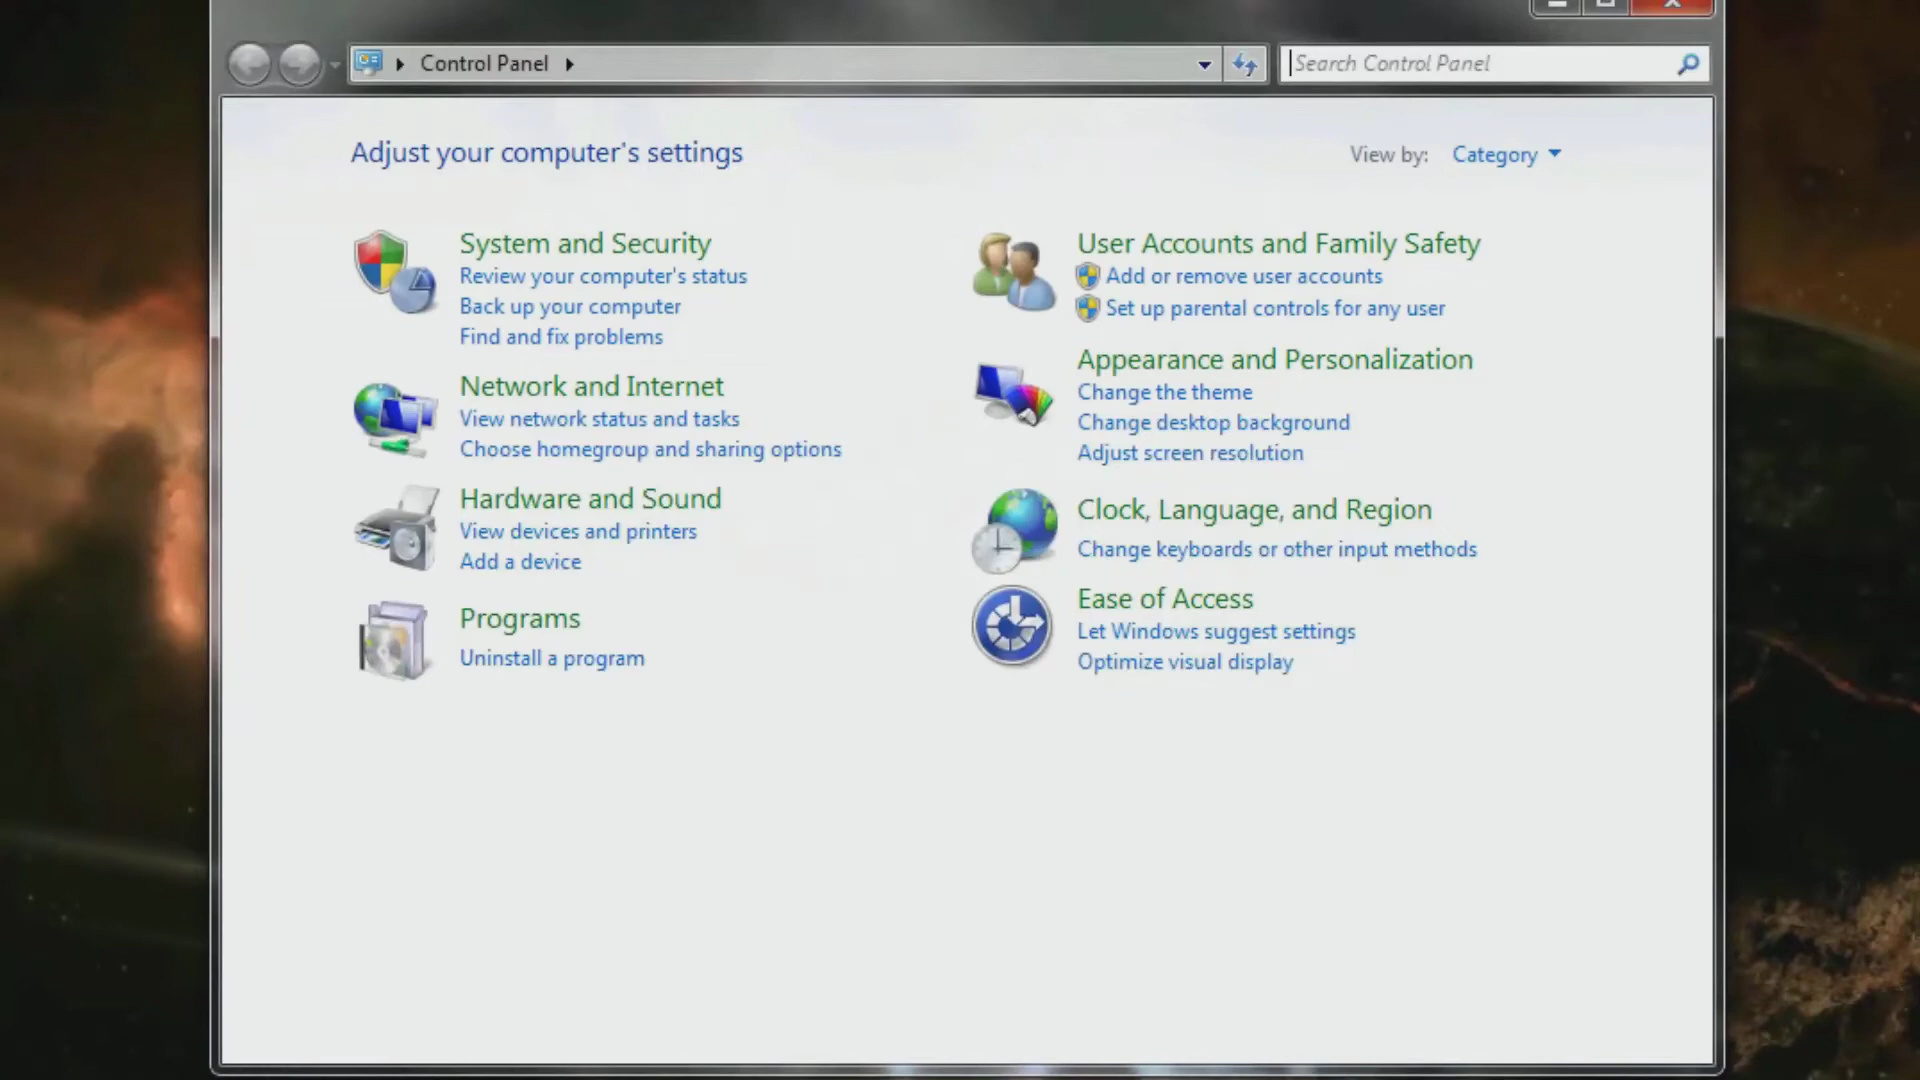 Control Panel
Search Control Panel
Adjust your computer's settings
View by: Category
System and Security
Review your computer's status
Back up your computer
Find and fix problems
Network and Internet
View network status and tasks
Choose homegroup and sharing options
Hardware and Sound
View devices and printers
Add a device
Programs
Uninstall a program
User Accounts and Family Safety
Add or remove user accounts
Set up parental controls for any user
Appearance and Personalization
Change the theme
Change desktop background
Adjust screen resolution
Clock, Language, and Region
Change keyboards or other input methods
Ease of Access
Let Windows suggest settings
Optimize visual display